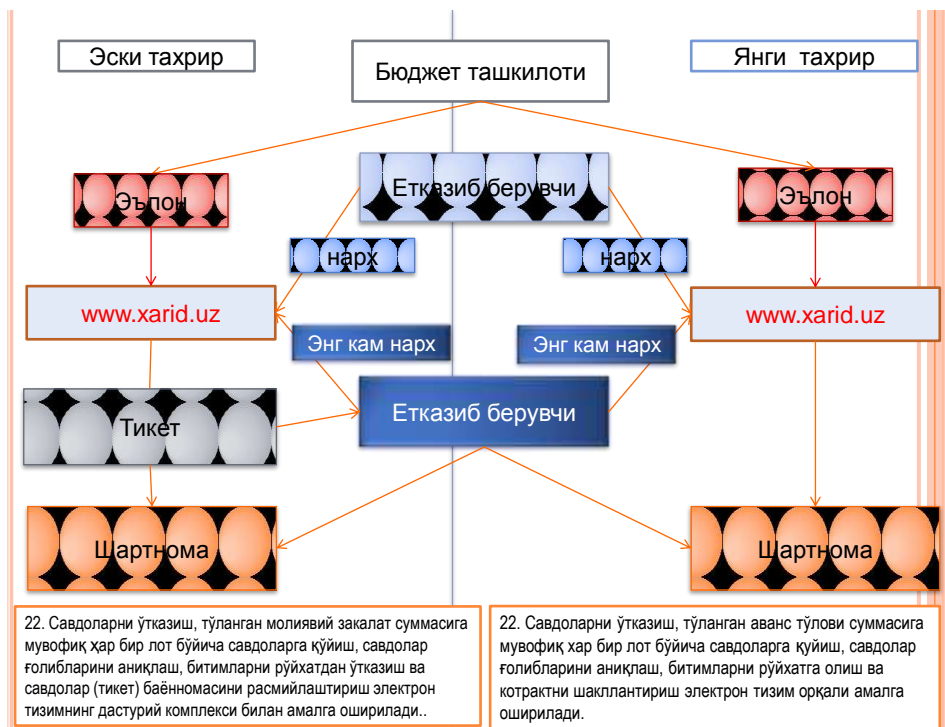 Эски тахрир
Бюджет ташкилоти
Янги тахрир
Эълон
Етказиб берувчи
Эълон
нарх
нарх
www.xarid.uz
www.xarid.uz
Энг кам нарх
Энг кам нарх
Тикет
Етказиб берувчи
Шартнома
Шартнома
22. Савдоларни ўтказиш, тўланган молиявий закалат суммасига
мувофиқ ҳар бир лот бўйича савдоларга қўйиш, савдолар
ғолибларини аниқлаш, битимларни рўйхатдан ўтказиш ва
савдолар (тикет) баённомасини расмийлаштириш электрон
тизимнинг дастурий комплекси билан амалга оширилади..
22. Савдоларни ўтказиш, тўланган аванс тўлови суммасига
мувофиқ хар бир лот бўйича савдоларга қуйиш, савдолар
ғолибларини аниқлаш, битимларни рўйхатга олиш ва
котрактни шакллантириш электрон тизим орқали амалга
оширилади.